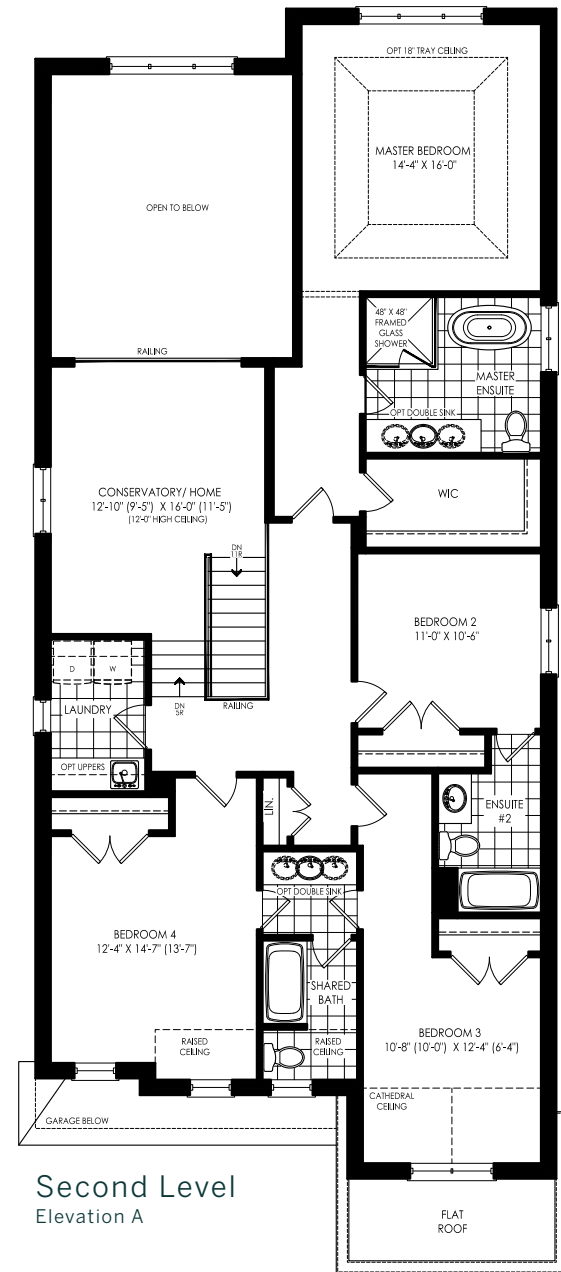 OPT 18" TRAY CEILING
MASTER BEDROOM
14'-4" X 16'-0"
OPEN TO BELOW
RAILING
48" X 48"
FRAMED
GLASS
SHOWER
MASTER
ENSUITE
OPT DOUBLE SINK
WIC
CONSERVATORY/ HOME
12'-10" (9'-5") X 16'-0" (11'-5")
(12'-0" HIGH CEILING)
DN
11R
BEDROOM 2
11'-0" X 10'-6"
D
W
LAUNDRY
DN
5R
RAILING
OPT UPPERS
LIN.
ENSUITE
#2
OPT DOUBLE SINK
BEDROOM 4
12'-4" X 14'-7" (13'-7")
SHARED
BATH
RAISED
CEILING
RAISED
CEILING
BEDROOM 3
10'-8" (10'-0") X 12'-4" (6'-4")
CATHEDRAL
CEILING
GARAGE BELOW
Second Level
Elevation A
FLAT
ROOF